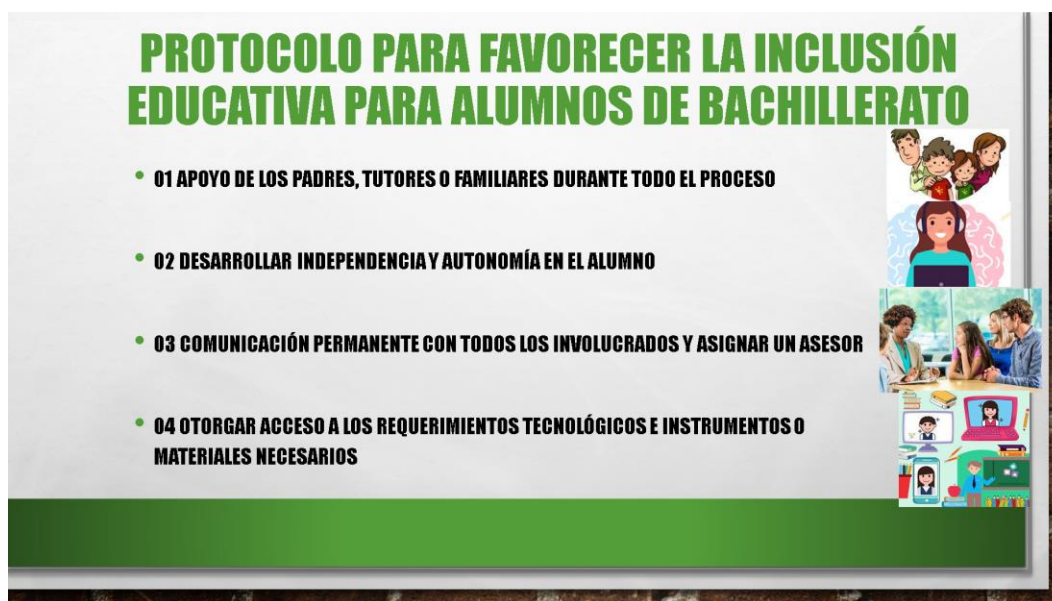 PROTOCOLO PARA FAVORECER LA INCLUSIÓN
EDUCATIVA PARA ALUMNOS DE BACHILLERATO
• 01 APOYO DE LOS PADRES, TUTORES O FAMILIARES DURANTE TODO EL PROCESO
• 02 DESARROLLAR INDEPENDENCIA Y AUTONOMÍA EN EL ALUMNO
• 03 COMUNICACIÓN PERMANENTE CON TODOS LOS INVOLUCRADOS Y ASIGNAR UN ASESOR
• 04 OTORGAR ACCESO A LOS REQUERIMIENTOS TECNOLÓGICOS E INSTRUMENTOS O
MATERIALES NECESARIOS